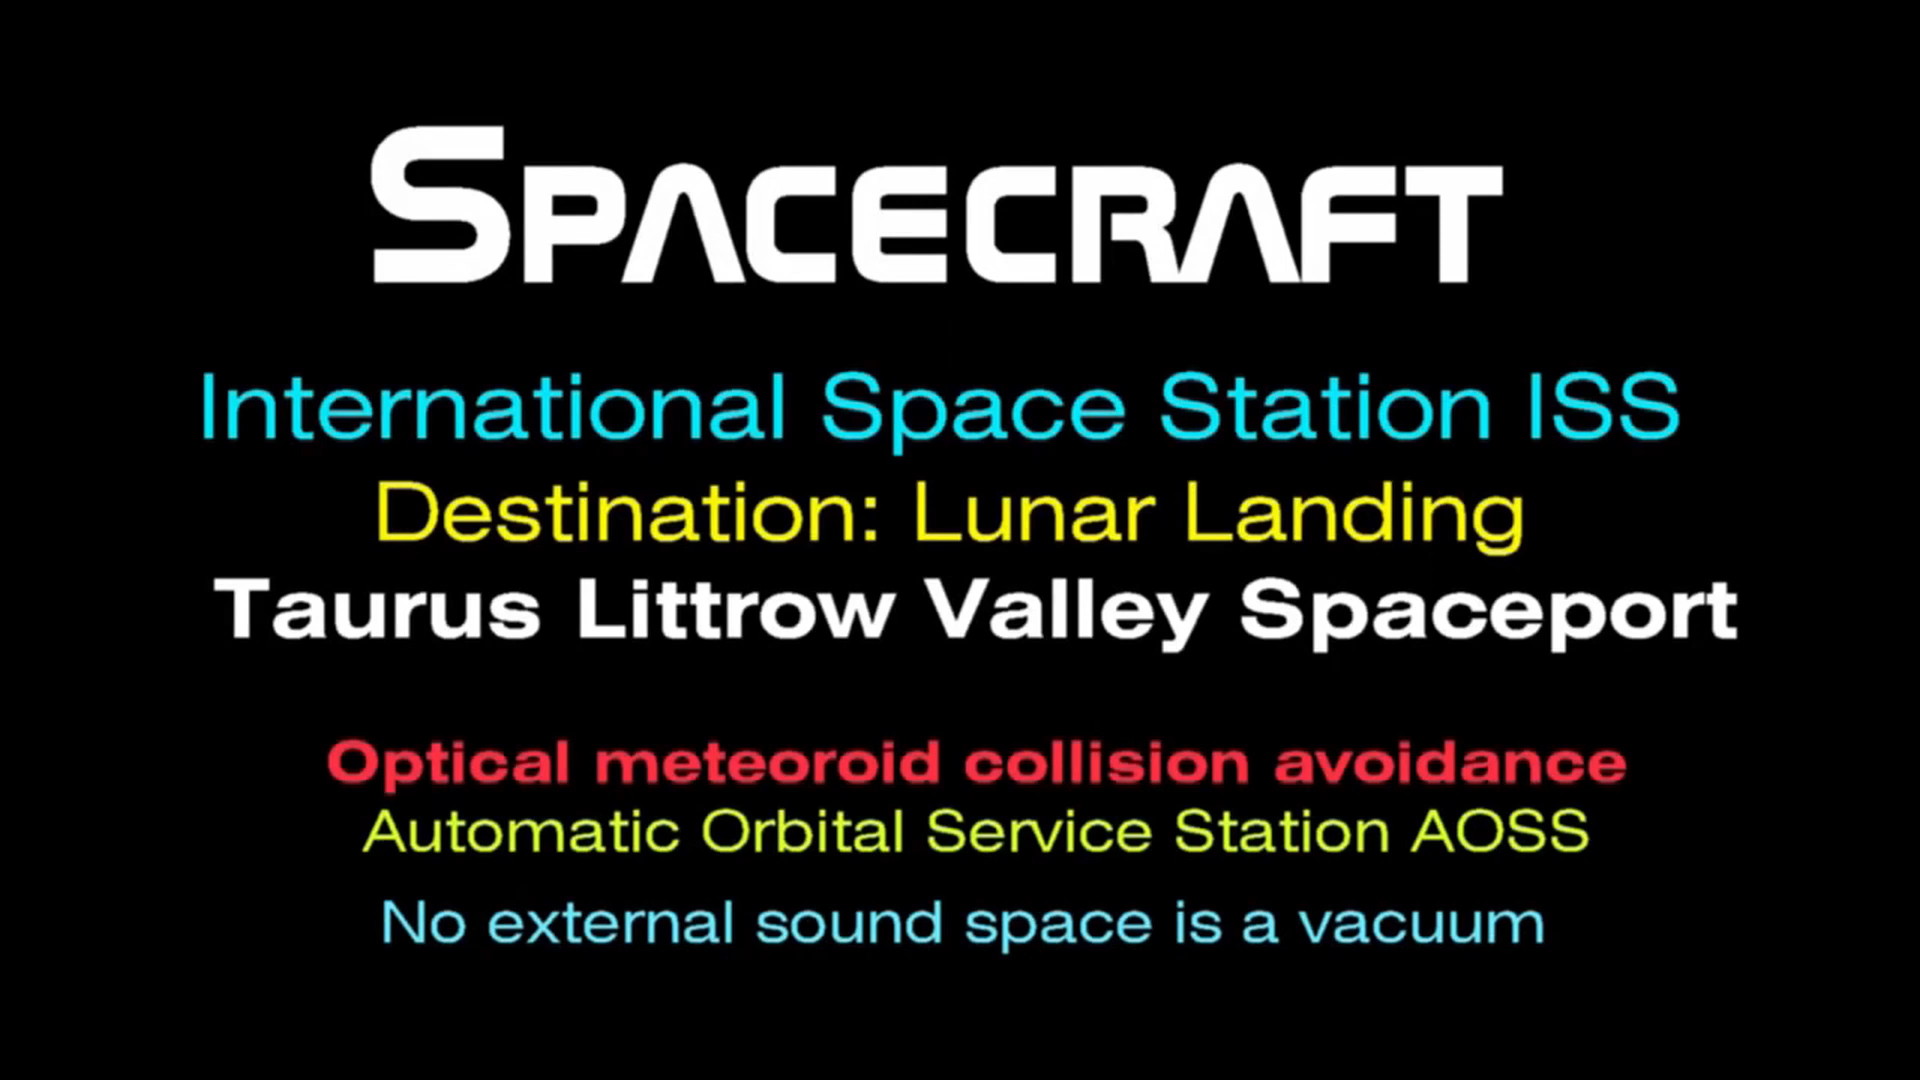 SPACECRAFT
International Space Station ISS
Destination: Lunar Landing
Taurus Littrow Valley Spaceport
Optical meteoroid collision avoidance
Automatic Orbital Service Station AOSS
No external sound space is a vacuum